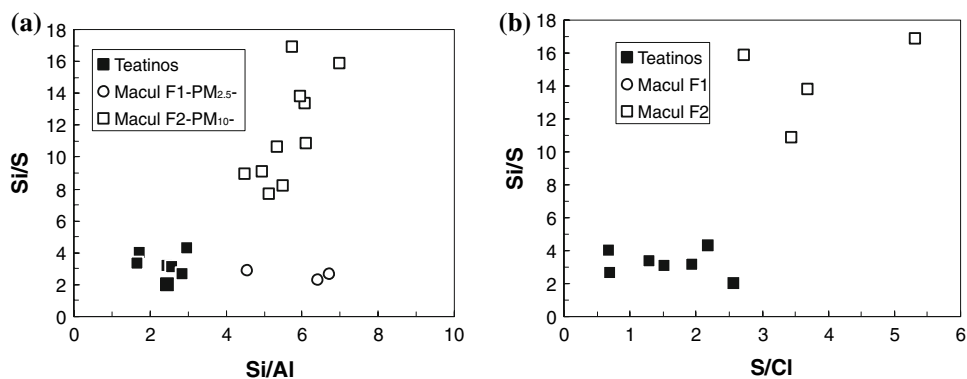 (a)
18
16
14
12
10
8
6
4
2
0
Si/S
Teatinos
Macul F1-PM2.5-
Macul F2-PM10-
0 2 4 6 8 10
Si/Al
(b)
18
16
14
12
10
8
6
4
2
0
Si/S
Teatinos
Macul F1
Macul F2
0 1 2 3 4 5 6
S/Cl